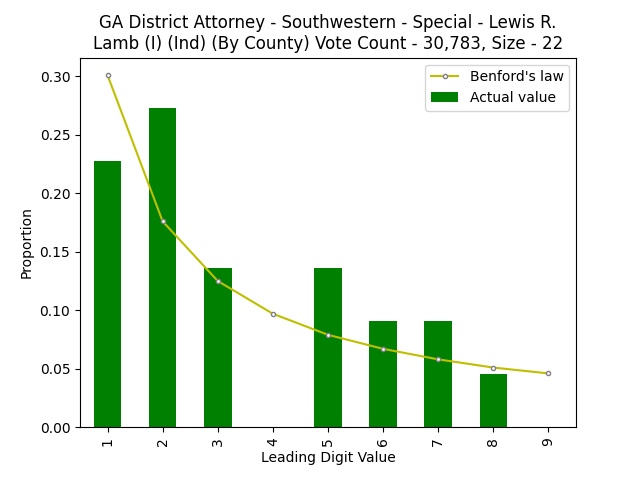 GA District Attorney - Southwestern - Special - Lewis R.
Lamb (I) (Ind) (By County) Vote Count - 30,783, Size - 22
Benford's law
Actual value
0.30
0.25
0.20
0.15
0.10
0.05
0.00
Proportion
1 2 3 4 5 6 7 8 9
Leading Digit Value